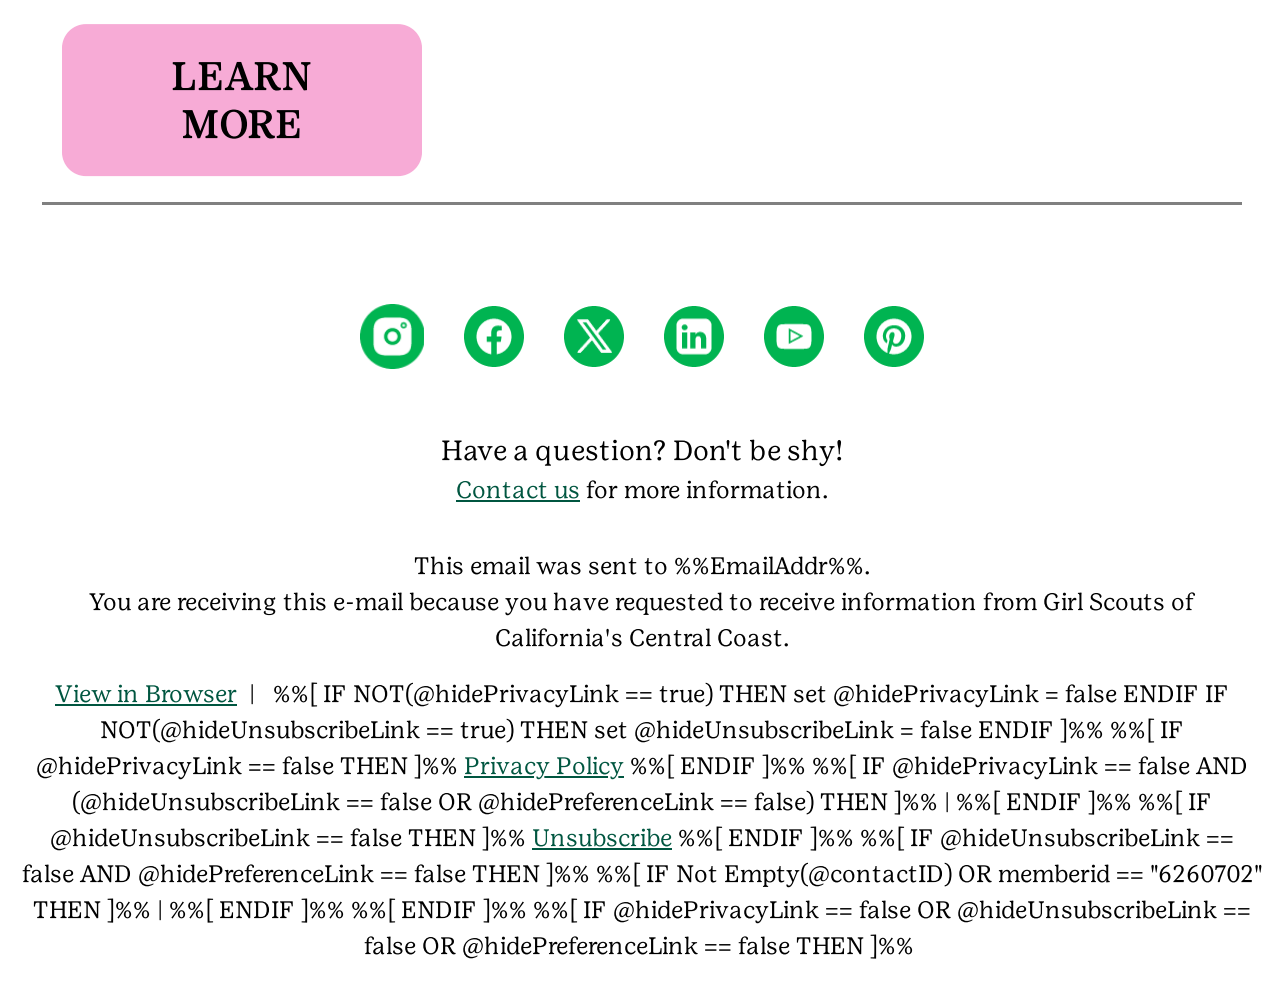 LEARN
MORE
Have a question? Don't be shy!
Contact us for more information.
This email was sent to %%EmailAddr%%.
You are receiving this e-mail because you have requested to receive information from Girl Scouts of
California's Central Coast.
View in Browser | %%[ IF NOT(@hidePrivacyLink == true) THEN set @hidePrivacyLink = false ENDIF IF
NOT(@hideUnsubscribeLink == true) THEN set @hideUnsubscribeLink = false ENDIF ]%% %%[ IF
@hidePrivacyLink == false THEN ]%% Privacy Policy %%[ ENDIF ]%% %%[ IF @hidePrivacyLink == false AND
(@hideUnsubscribeLink == false OR @hidePreferenceLink == false) THEN ]%% | %%[ ENDIF ]%% %%[ IF
@hideUnsubscribeLink == false THEN ]%% Unsubscribe %%[ ENDIF ]%% %%[ IF @hideUnsubscribeLink ==
false AND @hidePreferenceLink == false THEN ]%% %%[ IF Not Empty(@contactID) OR memberid == "6260702"
THEN ]%% | %%[ ENDIF ]%% %%[ ENDIF ]%% %%[ IF @hidePrivacyLink == false OR @hideUnsubscribeLink ==
false OR @hidePreferenceLink == false THEN ]%%